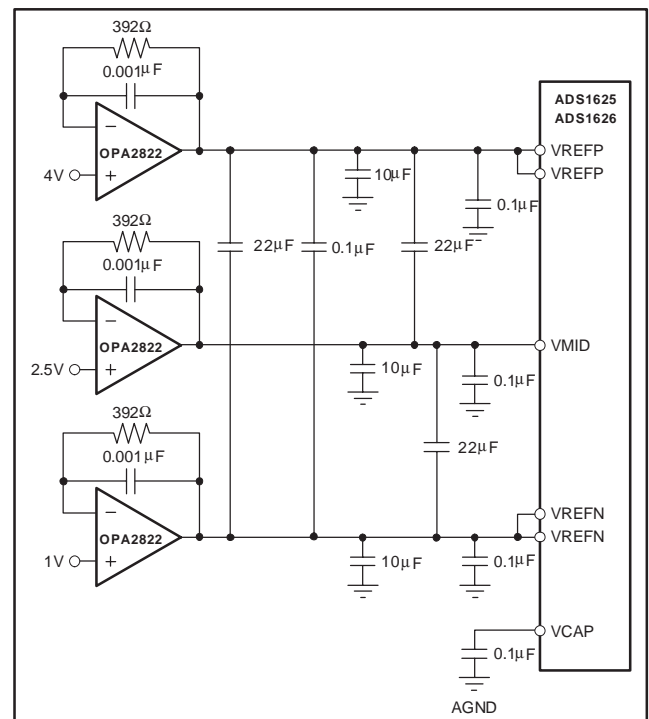 392Ω
0.001μF
ADS1625
ADS1626
OPA2822
VREFP
4V
10μF
VREFP
0.1μF
392Ω
0.001μF
22μF
0.1μF
22μF
OPA2822
VMID
2.5V
10μF
0.1μF
392Ω
0.001μF
22μF
VREFN
OPA2822
VREFN
1V
10μF
0.1μF
VCAP
0.1μF
AGND